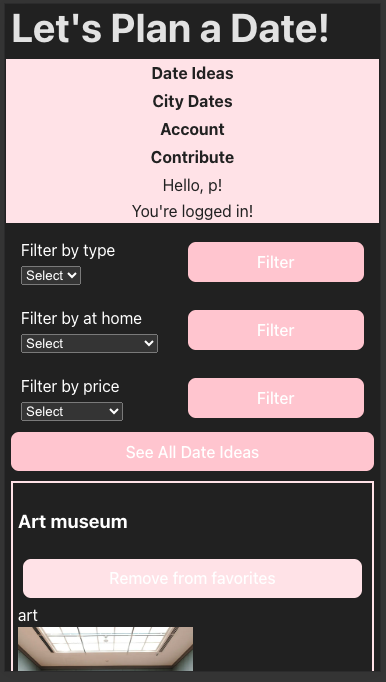 Let's Plan a Date!
Date Ideas
City Dates
Account
Contribute
Hello, p!
You're logged in!
Filter by type
Select
Filter
Filter by at home
Select
Filter
Filter by price
Select
Filter
See All Date Ideas
Art museum
Remove from favorites
art